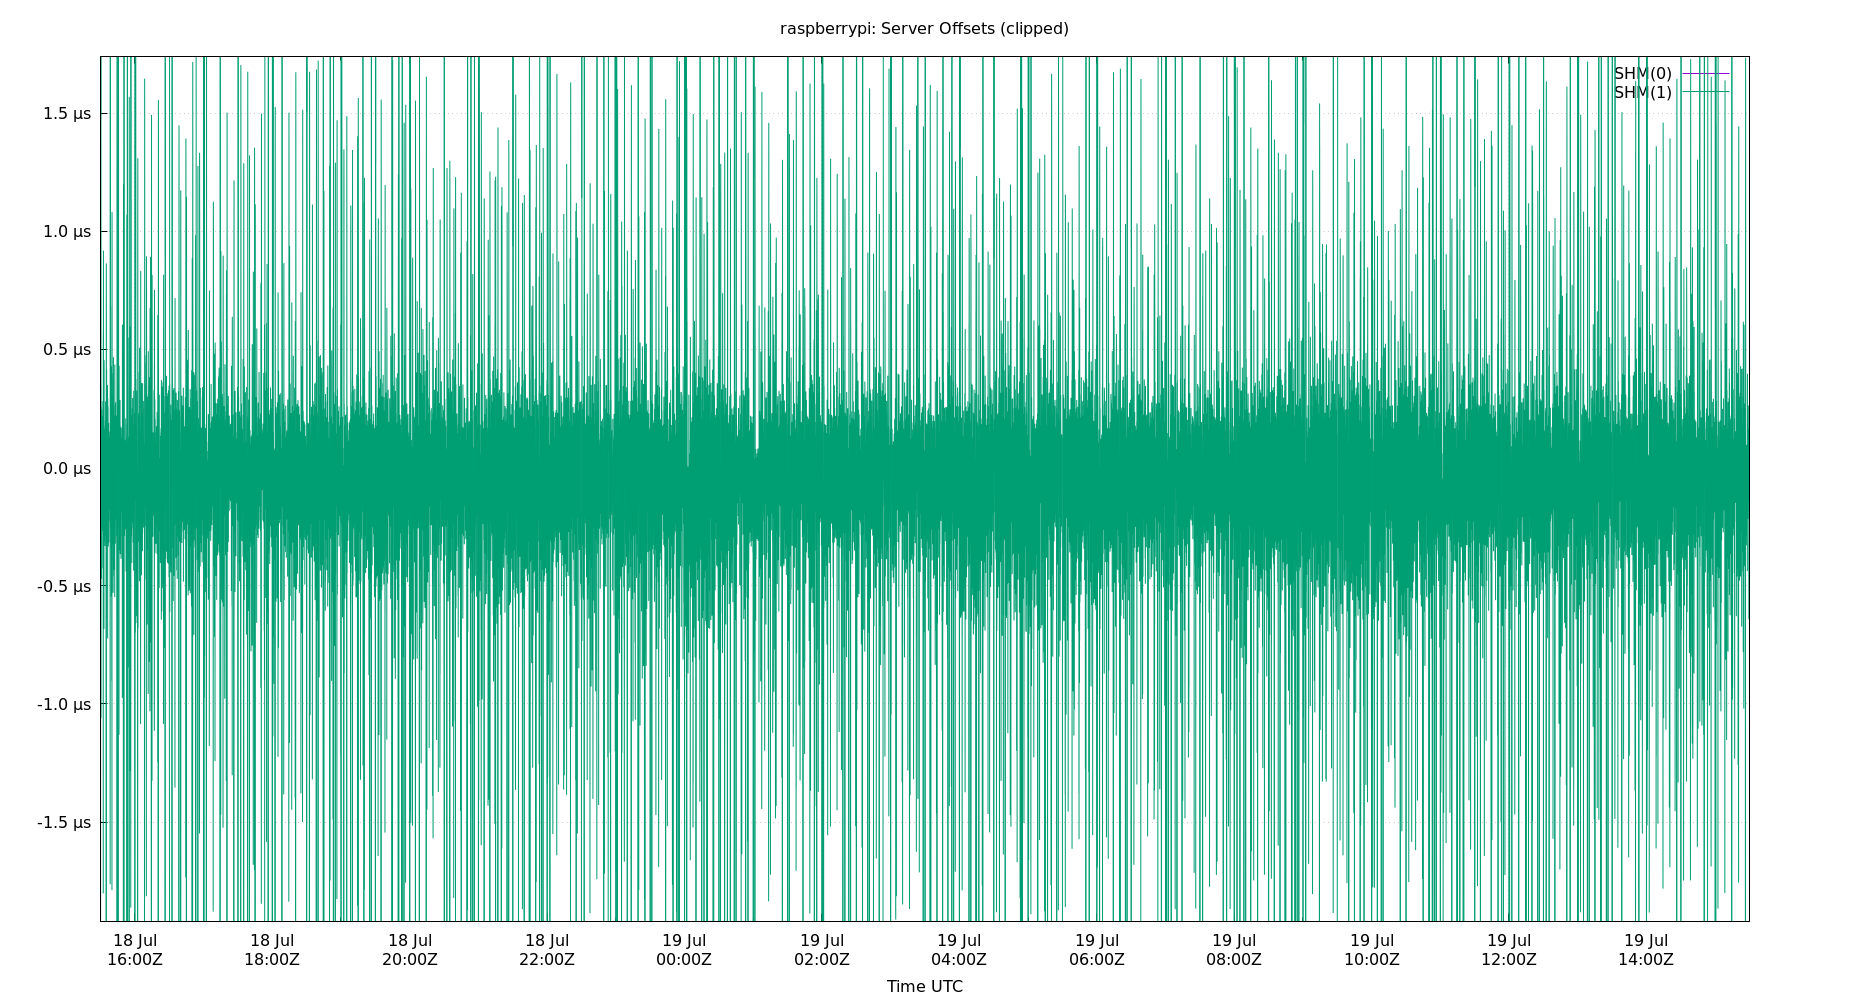 raspberrypi: Server Offsets (clipped)
SHM(0)
SHM(1)
1.5 µs
1.0 µs
0.5 µs
0.0 µs
-0.5 µs
-1.0 µs
-1.5 µs
18 Jul 18 Jul 18 Jul 18 Jul 19 Jul 19 Jul 19 Jul 19 Jul 19 Jul 19 Jul 19 Jul 19 Jul
16:00Z 18:00Z 20:00Z 22:00Z 00:00Z 02:00Z 04:00Z 06:00Z 08:00Z 10:00Z 12:00Z 14:00Z
Time UTC